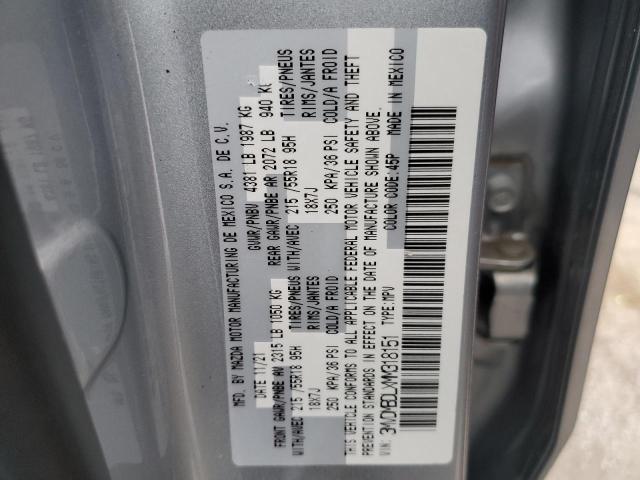 MFD. BY MAZDA MOTOR MANUFACTURING DE MEXICO S.A. DE C.V.
DATE 11/21 GVWR/PNBV 4381 LB 1987 KG
FRONT GAWR/PNBE AV 2315 LB 1050 KG REAR GAWR/PNBE AR 2072 LB 940 KG
WITH/AVEC 215 /55R18 95H TIRES/PNEUS WITH/AVEC 215 /55R18 95H TIRES/PNEUS
18X7J RIMS/JANTES 18X7J RIMS/JANTES
250 KPA/36 PSI COLD/A FROID 250 KPA/36 PSI COLD/A FROID
THIS VEHICLE CONFORMS TO ALL APPLICABLE FEDERAL MOTOR VEHICLE SAFETY AND THEFT
PREVENTION STANDARDS IN EFFECT ON THE DATE OF MANUFACTURE SHOWN ABOVE.
VIN: 3MVDMBDLXMM318151 TYPE:MPV COLOR CODE:45P MADE IN MEXICO